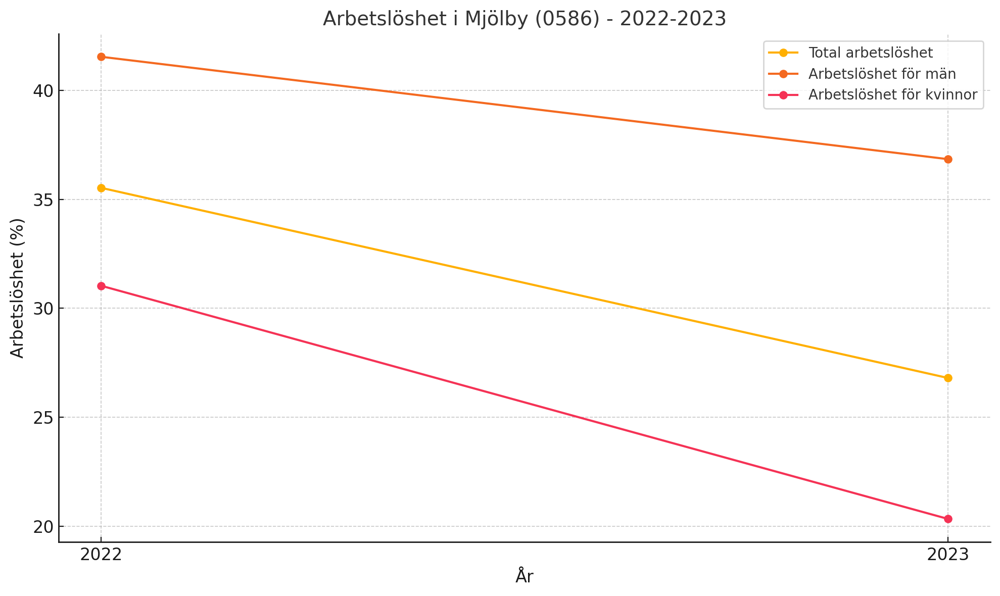 Arbetslöshet i Mjölby (0586) - 2022-2023
Total arbetslöshet
Arbetslöshet för män
Arbetslöshet för kvinnor
Arbetslöshet (%)
40
35
30
25
20
2022
2023
År